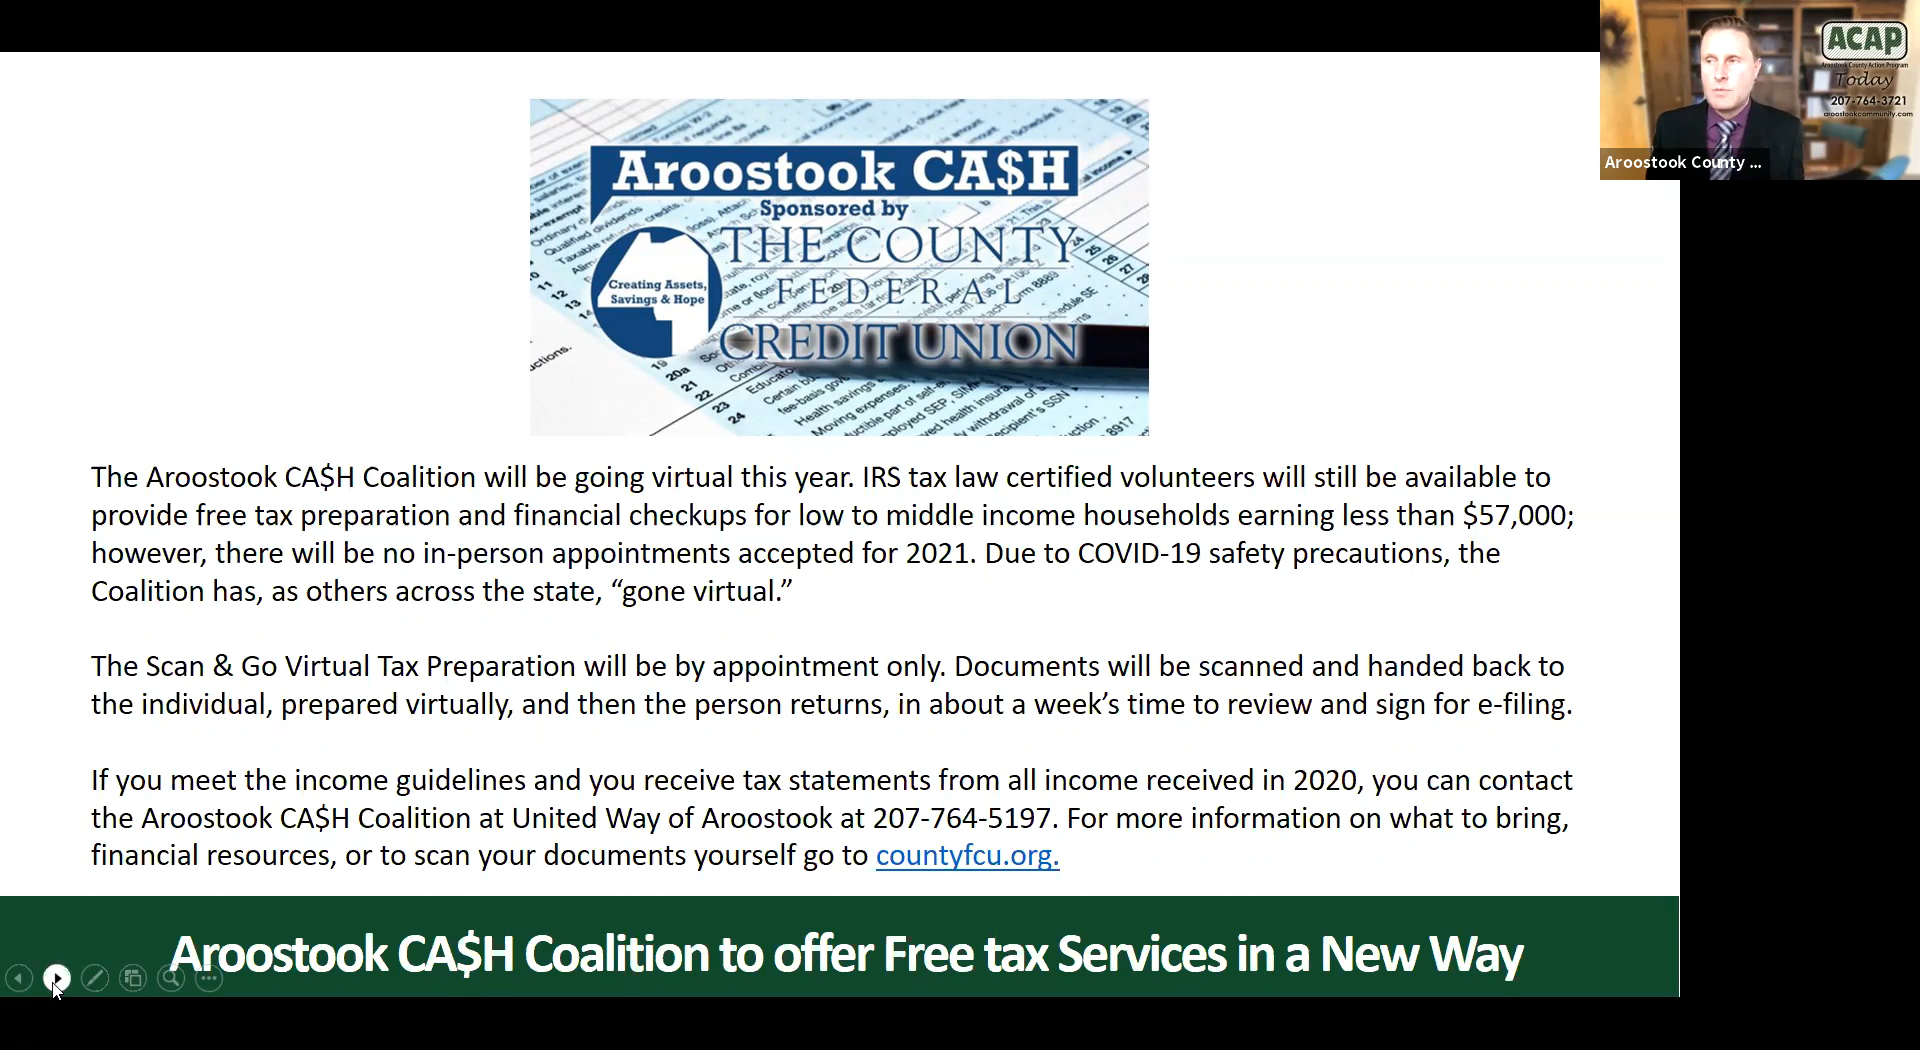 ACAP
Aroostook County Action Program
Today
207-764-3721
aroostookcommunity.com
Aroostook County ...
Aroostook CA$H
Sponsored by
THE COUNTY
FEDERAL
CREDIT UNION
Creating Assets,
Savings & Hope
The Aroostook CA$H Coalition will be going virtual this year. IRS tax law certified volunteers will still be available to
provide free tax preparation and financial checkups for low to middle income households earning less than $57,000;
however, there will be no in-person appointments accepted for 2021. Due to COVID-19 safety precautions, the
Coalition has, as others across the state, “gone virtual.”
The Scan & Go Virtual Tax Preparation will be by appointment only. Documents will be scanned and handed back to
the individual, prepared virtually, and then the person returns, in about a week’s time to review and sign for e-filing.
If you meet the income guidelines and you receive tax statements from all income received in 2020, you can contact
the Aroostook CA$H Coalition at United Way of Aroostook at 207-764-5197. For more information on what to bring,
financial resources, or to scan your documents yourself go to countyfcu.org.
Aroostook CA$H Coalition to offer Free tax Services in a New Way